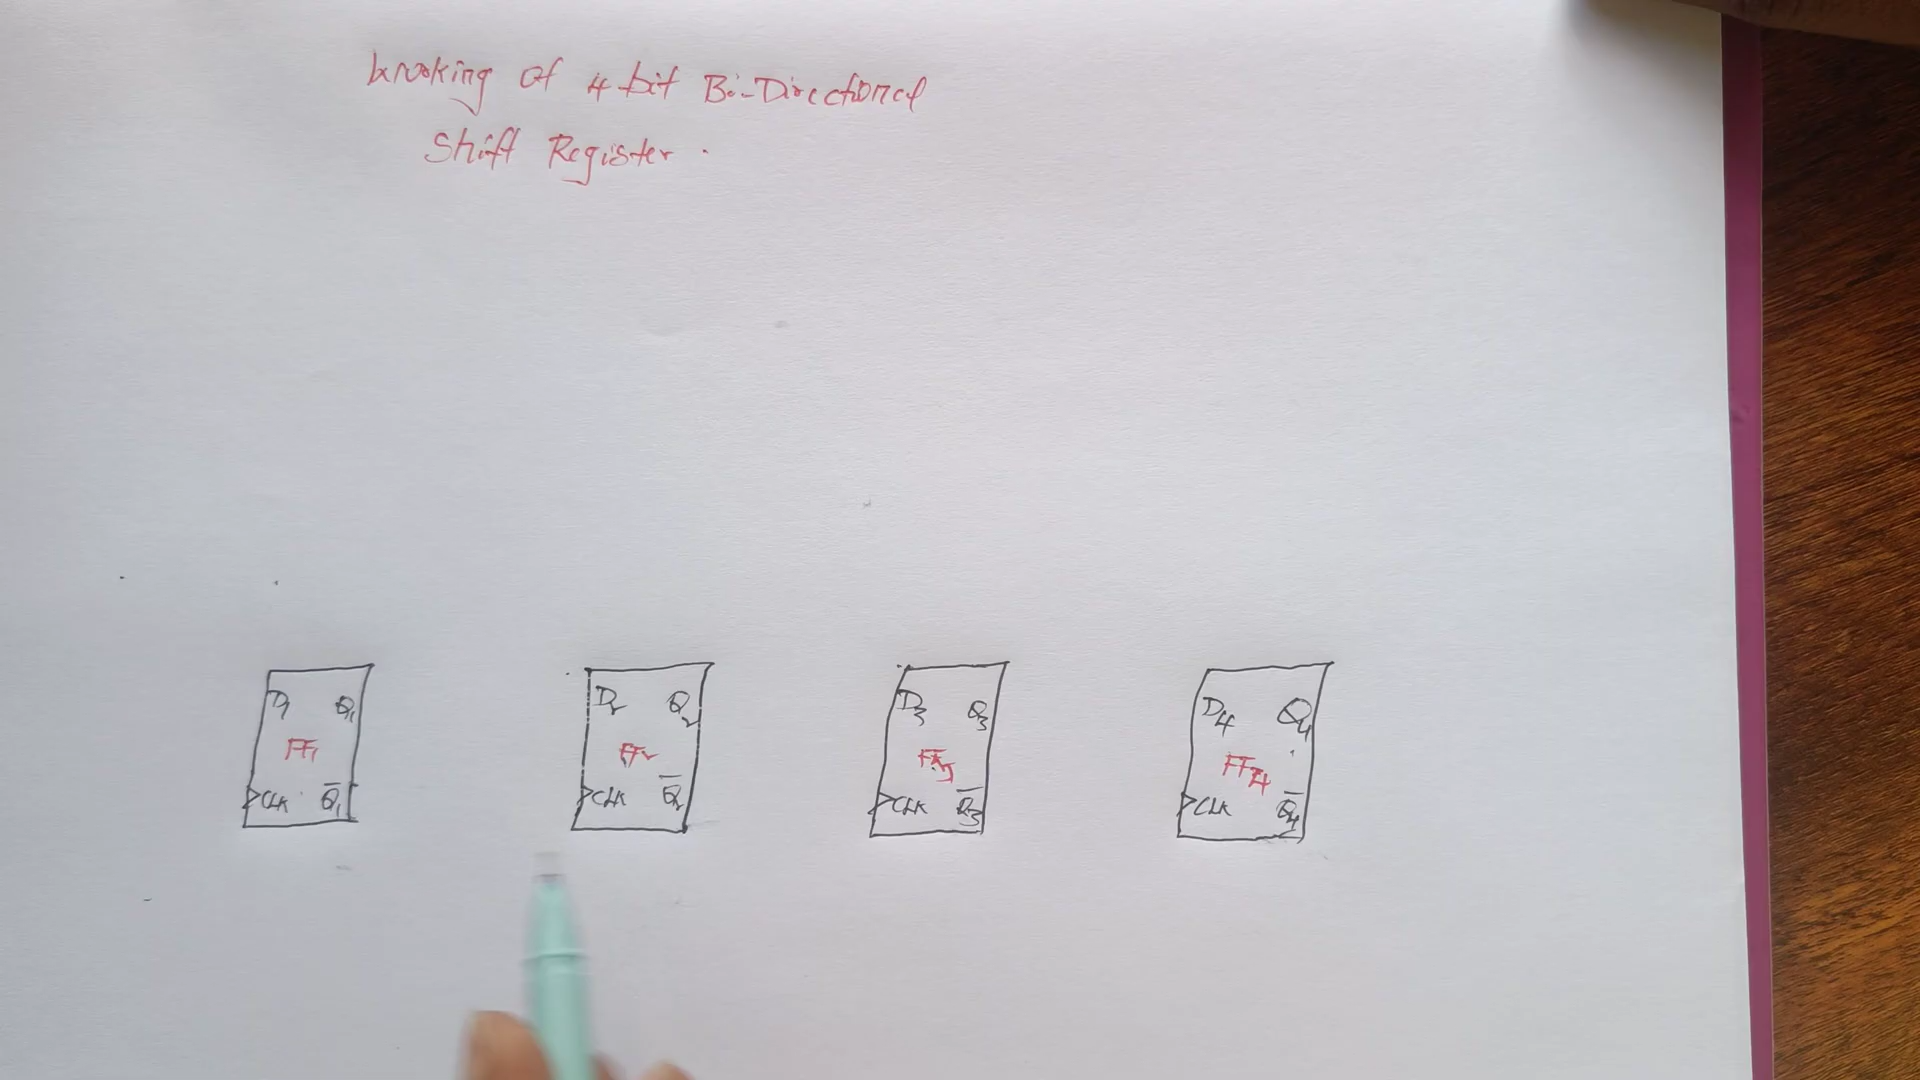 Working of 4-bit Bi-Directional
Shift Register.
D1 Q1
FF1
CLK Q̅1
D2 Q2
FF2
CLK Q̅2
D3 Q3
FF3
CLK Q̅3
D4 Q4
FF4
CLK Q̅4